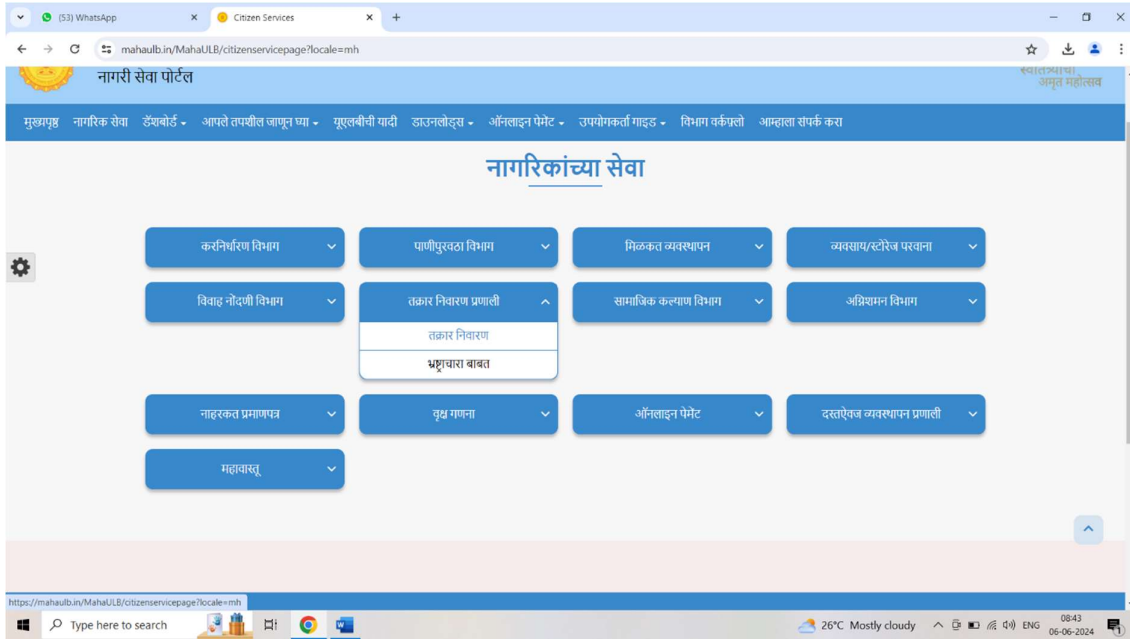 (53) WhatsApp
Citizen Services
mahaulb.in/MahaULB/citizenservicepage?locale=mh
नागरी सेवा पोर्टल
स्वातंत्र्याचा
अमृत महोत्सव
मुख्यपृष्ठ नागरिक सेवा डॅशबोर्ड आपले तपशील जाणून घ्या यूएलबीची यादी डाउनलोड्स ऑनलाइन पेमेंट उपयोगकर्ता गाइड विभाग वर्कफ़्लो आम्हाला संपर्क करा
नागरिकांच्या सेवा
करनिर्धारण विभाग पाणीपुरवठा विभाग मिळकत व्यवस्थापन व्यवसाय/स्टोरेज परवाना
विवाह नोंदणी विभाग तक्रार निवारण प्रणाली सामाजिक कल्याण विभाग अग्निशमन विभाग
तक्रार निवारण
भ्रष्ट्राचारा बाबत
नाहरकत प्रमाणपत्र वृक्ष गणना ऑनलाइन पेमेंट दस्तऐवज व्यवस्थापन प्रणाली
महावास्तू
https://mahaulb.in/MahaULB/citizenservicepage?locale=mh
Type here to search
26°C Mostly cloudy ENG 08:43
06-06-2024